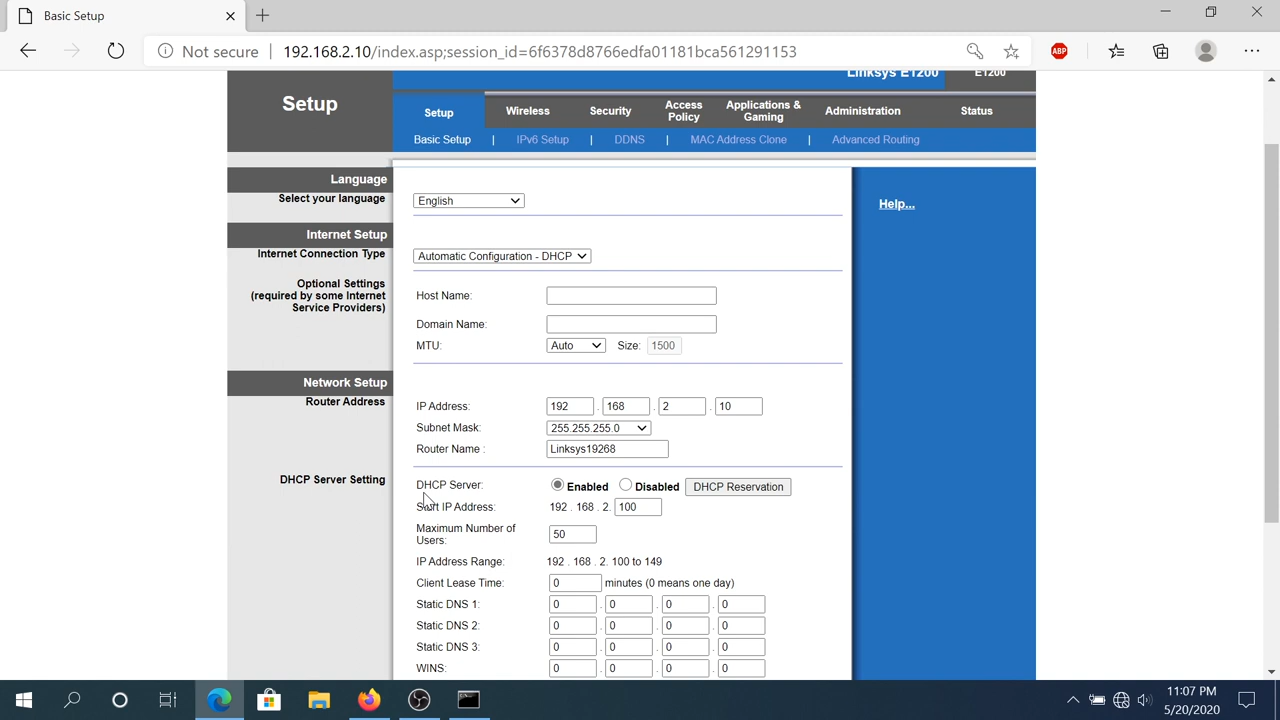 Basic Setup
Not secure
192.168.2.10/index.asp;session_id=6f6378d8766edfa01181bca561291153
ABP
Linksys E1200
E1200
Setup
Setup
Wireless
Security
Access Policy
Applications & Gaming
Administration
Status
Basic Setup | IPv6 Setup | DDNS | MAC Address Clone | Advanced Routing
Language
Select your language
English
Help...
Internet Setup
Internet Connection Type
Automatic Configuration - DHCP
Optional Settings
(required by some Internet
Service Providers)
Host Name:
Domain Name:
MTU: Auto Size: 1500
Network Setup
Router Address
IP Address: 192 . 168 . 2 . 10
Subnet Mask: 255.255.255.0
Router Name : Linksys19268
DHCP Server Setting
DHCP Server: Enabled Disabled DHCP Reservation
Start IP Address: 192 . 168 . 2. 100
Maximum Number of
Users: 50
IP Address Range: 192 . 168 . 2. 100 to 149
Client Lease Time: 0 minutes (0 means one day)
Static DNS 1: 0 . 0 . 0 . 0
Static DNS 2: 0 . 0 . 0 . 0
Static DNS 3: 0 . 0 . 0 . 0
WINS: 0 . 0 . 0 . 0
11:07 PM
5/20/2020